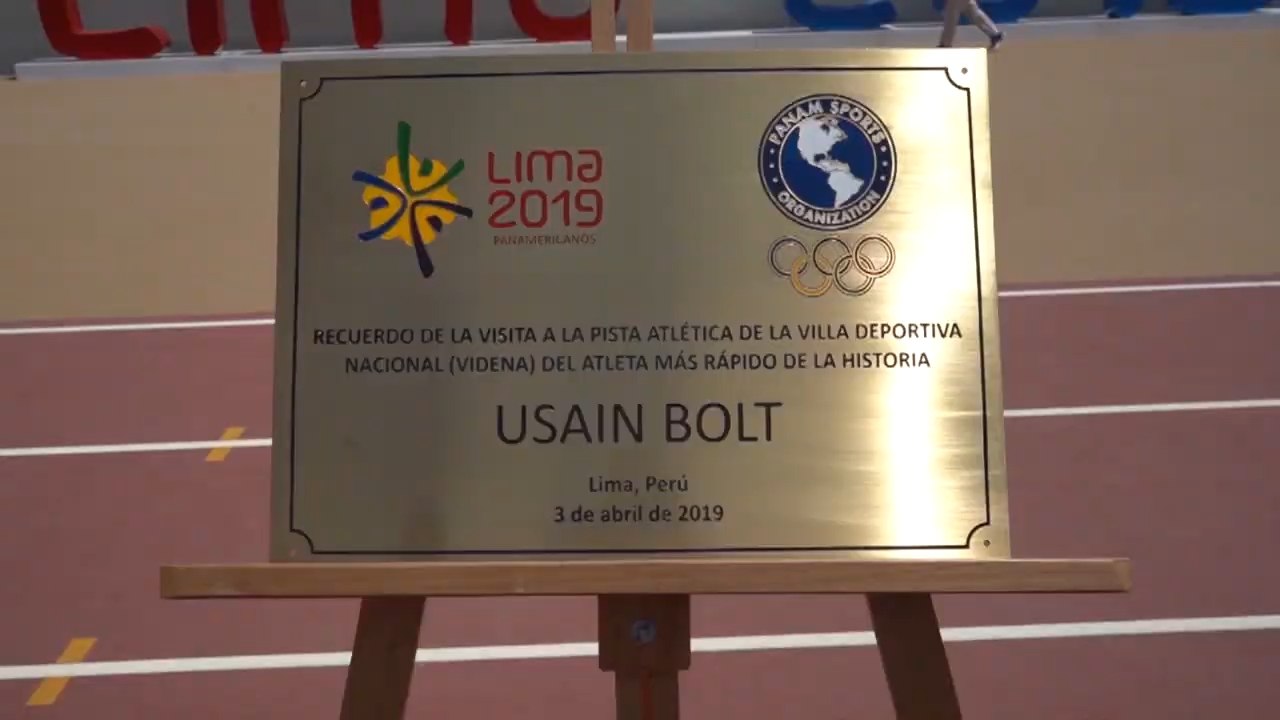 LIMA
2019
PANAMERICANOS
PANAM SPORTS
ORGANIZATION
RECUERDO DE LA VISITA A LA PISTA ATLÉTICA DE LA VILLA DEPORTIVA
NACIONAL (VIDENA) DEL ATLETA MÁS RÁPIDO DE LA HISTORIA
USAIN BOLT
Lima, Perú
3 de abril de 2019